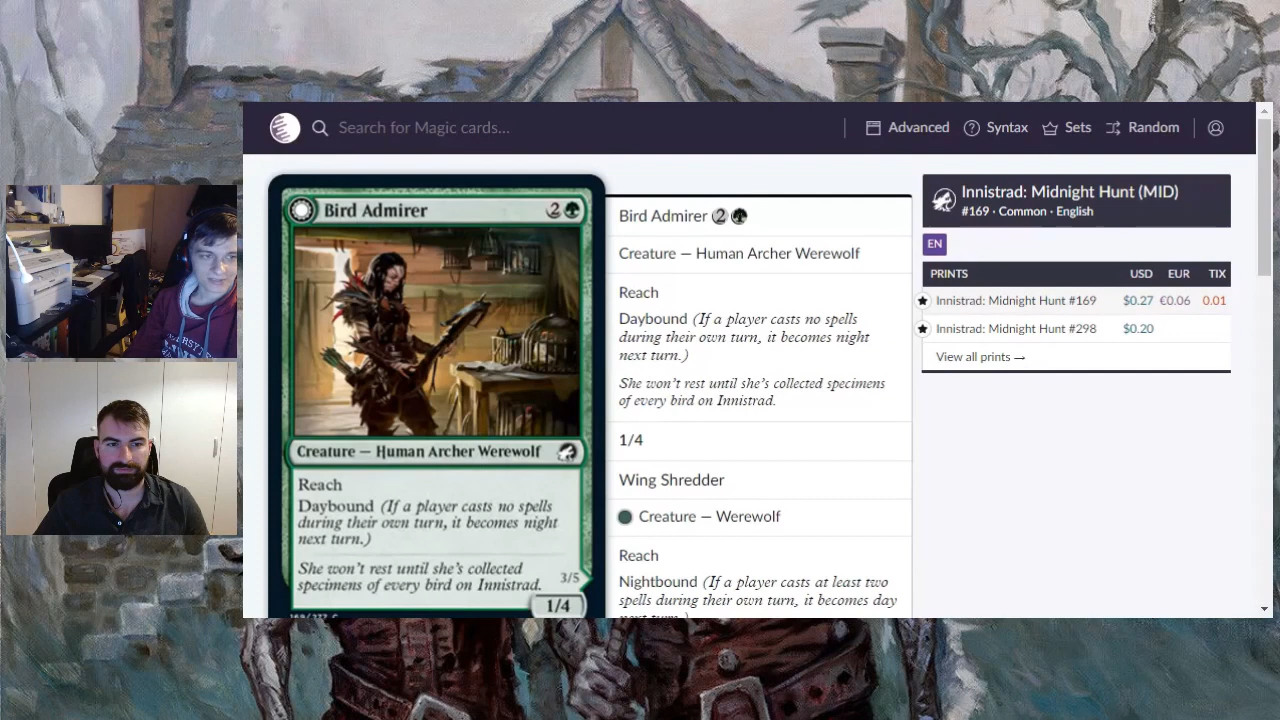 Search for Magic cards...
Advanced
Syntax
Sets
Random
Bird Admirer 2
Creature — Human Archer Werewolf
Reach
Daybound (If a player casts no spells
during their own turn, it becomes night
next turn.)
She won't rest until she's collected
specimens of every bird on Innistrad.
3/5
1/4
Bird Admirer 2
Creature — Human Archer Werewolf
Reach
Daybound (If a player casts no spells
during their own turn, it becomes night
next turn.)
She won't rest until she's collected specimens
of every bird on Innistrad.
1/4
Wing Shredder
Creature — Werewolf
Reach
Nightbound (If a player casts at least two
spells during their own turn, it becomes day
next turn.)
Innistrad: Midnight Hunt (MID)
#169 · Common · English
EN
PRINTS USD EUR TIX
Innistrad: Midnight Hunt #169 $0.27 €0.06 0.01
Innistrad: Midnight Hunt #298 $0.20
View all prints →